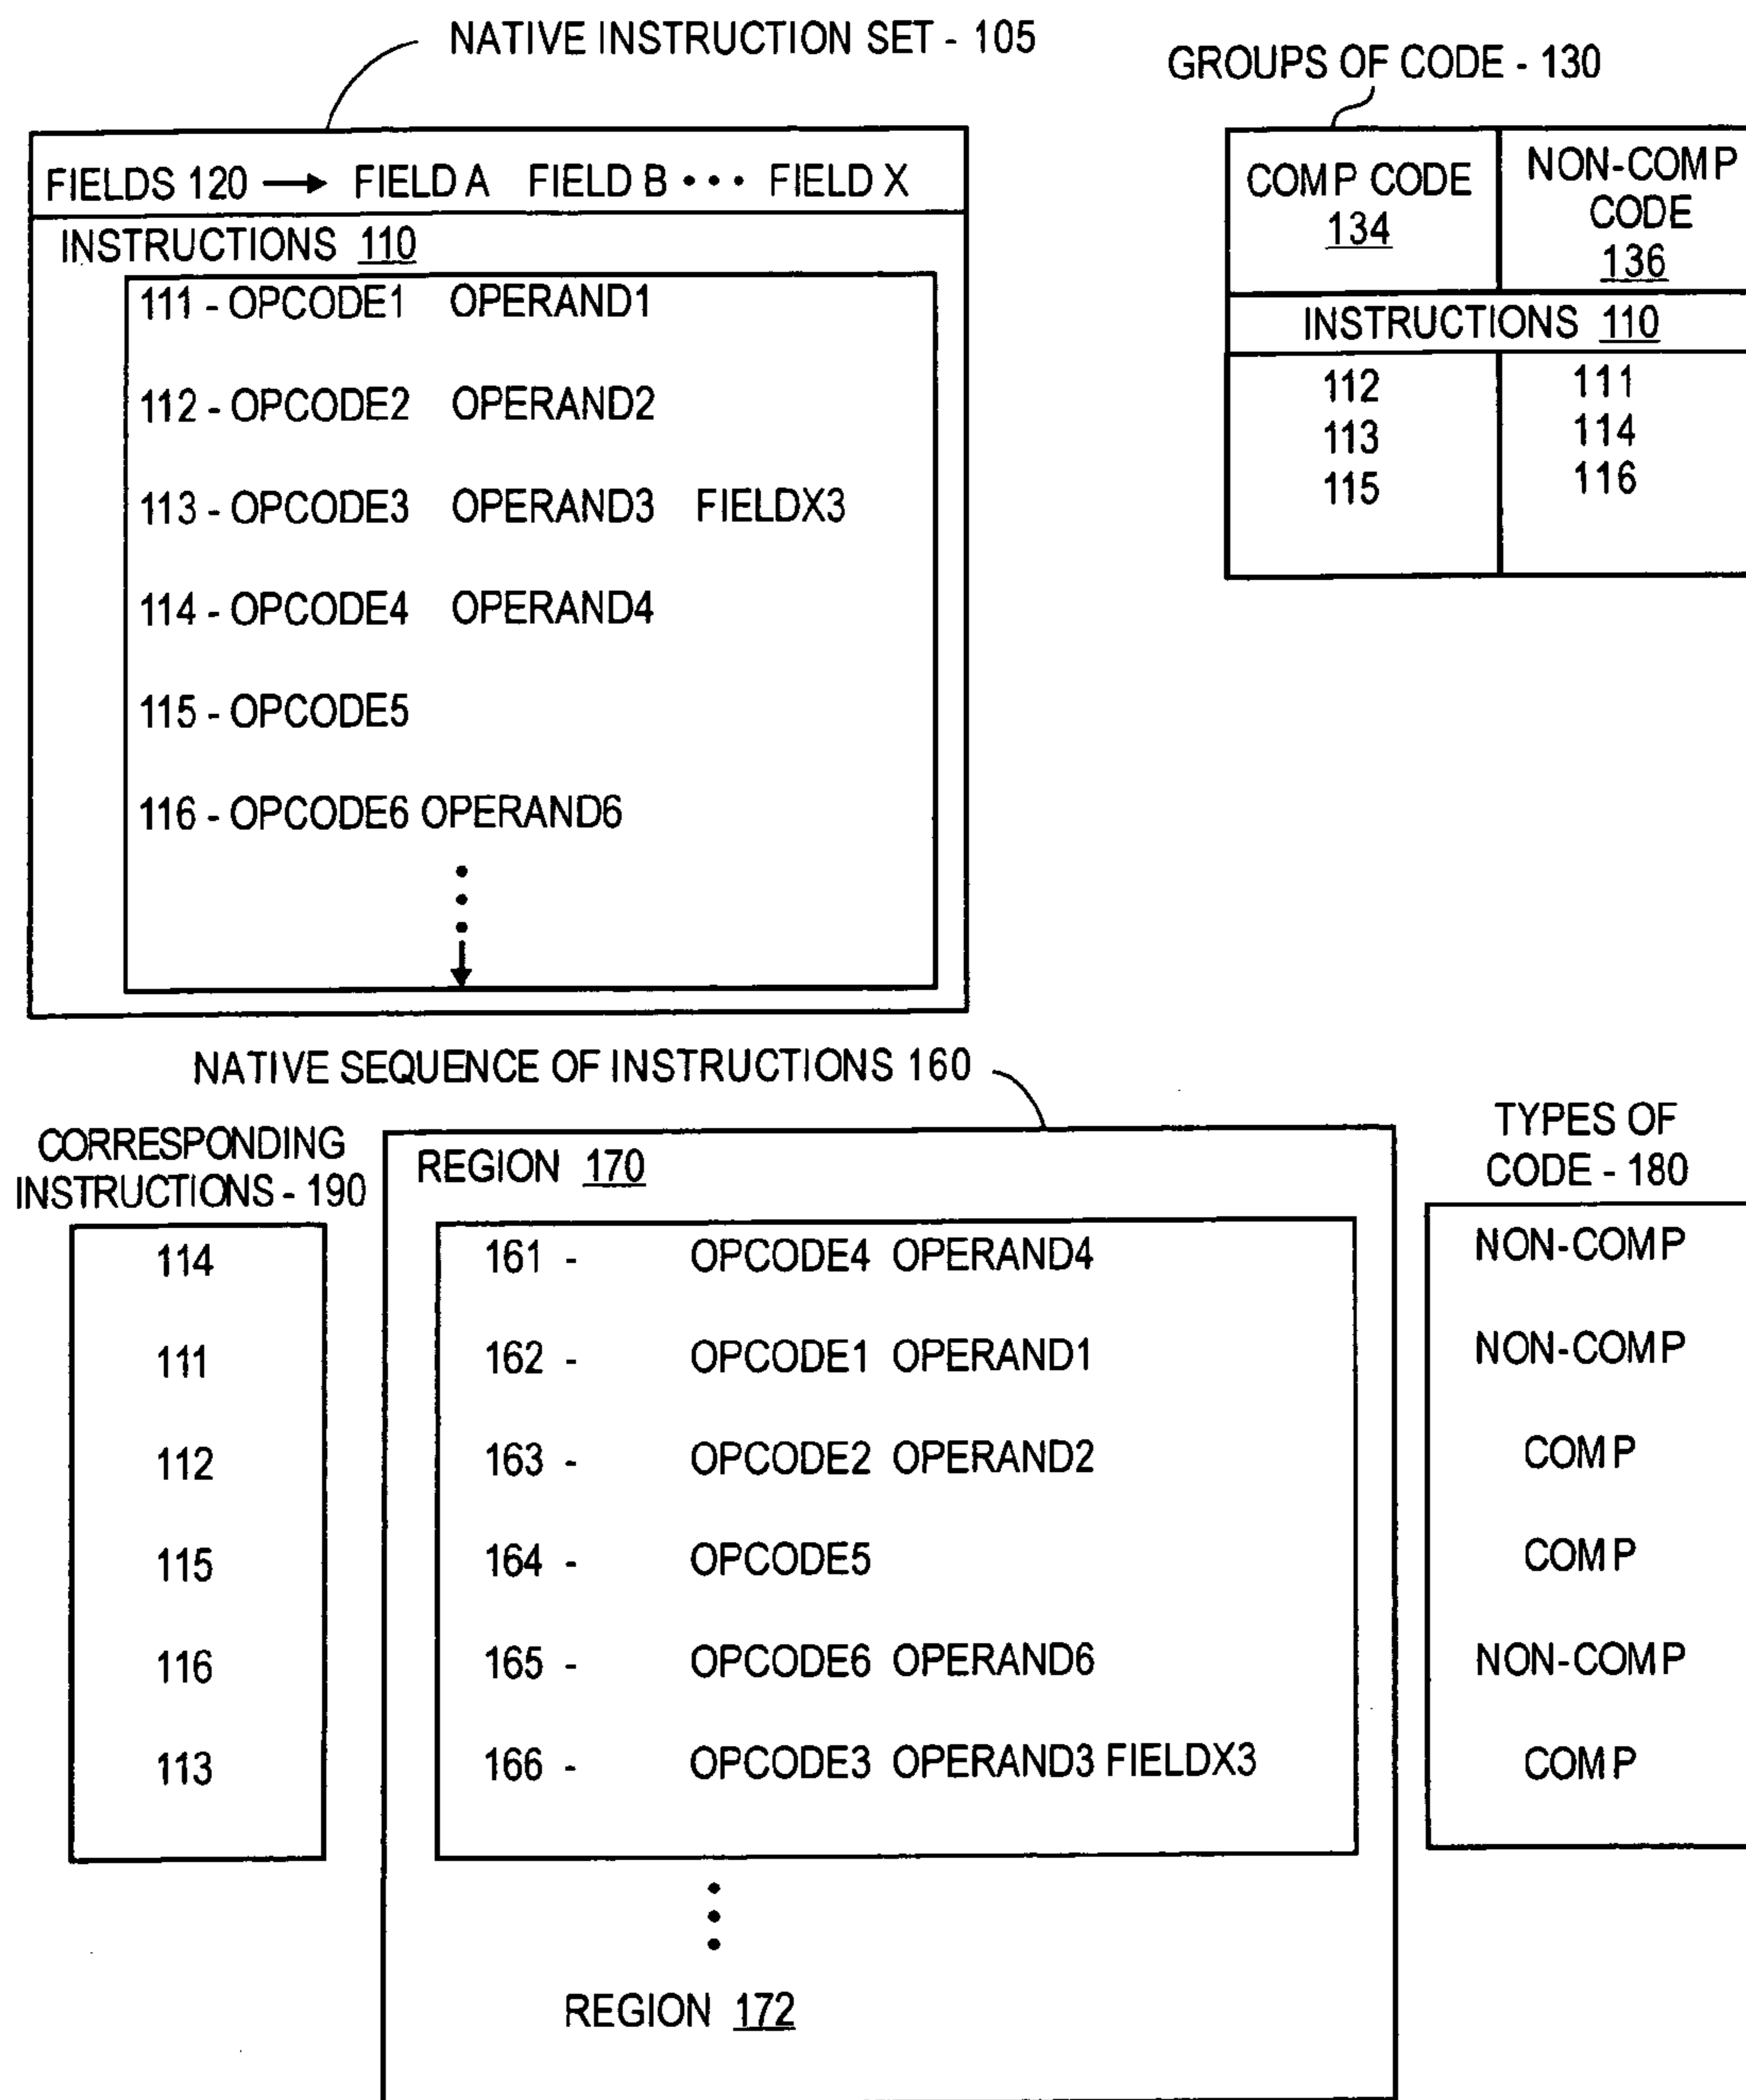 NATIVE INSTRUCTION SET - 105
FIELDS 120 → FIELD A FIELD B • • • FIELD X
INSTRUCTIONS 110
111 - OPCODE1 OPERAND1
112 - OPCODE2 OPERAND2
113 - OPCODE3 OPERAND3 FIELDX3
114 - OPCODE4 OPERAND4
115 - OPCODE5
116 - OPCODE6 OPERAND6
GROUPS OF CODE - 130
COMP CODE
134
NON-COMP
CODE
136
INSTRUCTIONS 110
112 111
113 114
115 116
NATIVE SEQUENCE OF INSTRUCTIONS 160
CORRESPONDING
INSTRUCTIONS - 190
114
111
112
115
116
113
REGION 170
161 - OPCODE4 OPERAND4
162 - OPCODE1 OPERAND1
163 - OPCODE2 OPERAND2
164 - OPCODE5
165 - OPCODE6 OPERAND6
166 - OPCODE3 OPERAND3 FIELDX3
REGION 172
TYPES OF
CODE - 180
NON-COMP
NON-COMP
COMP
COMP
NON-COMP
COMP